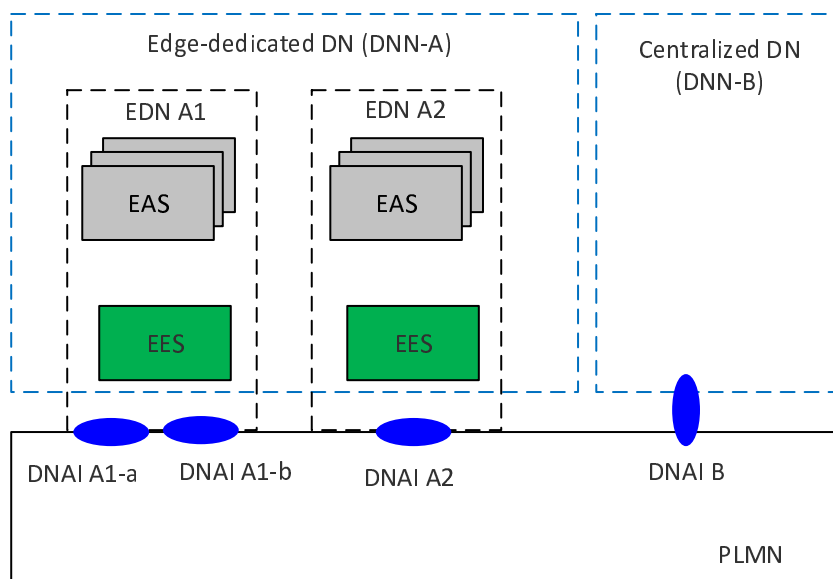 Edge-dedicated DN (DNN-A)
Centralized DN
(DNN-B)
EDN A1
EDN A2
EAS
EAS
EES
EES
DNAI A1-a
DNAI A1-b
DNAI A2
DNAI B
PLMN